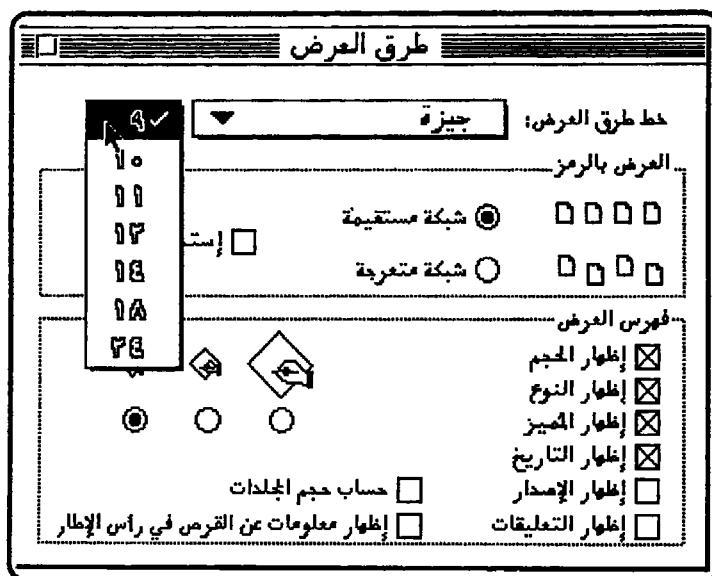 طرق العرض
خط طرق العرض: جيزة ٩
١٠
١١
١٢
١٤
١٨
٢٤
العرض بالرمز
شبكة مستقيمة
شبكة متعرجة
فهرس العرض
إظهار الحجم
إظهار النوع
إظهار المميز
إظهار التاريخ
إظهار الإصدار
حساب حجم المجلدات
إظهار التعليقات
إظهار معلومات عن القرص في رأس الإطار